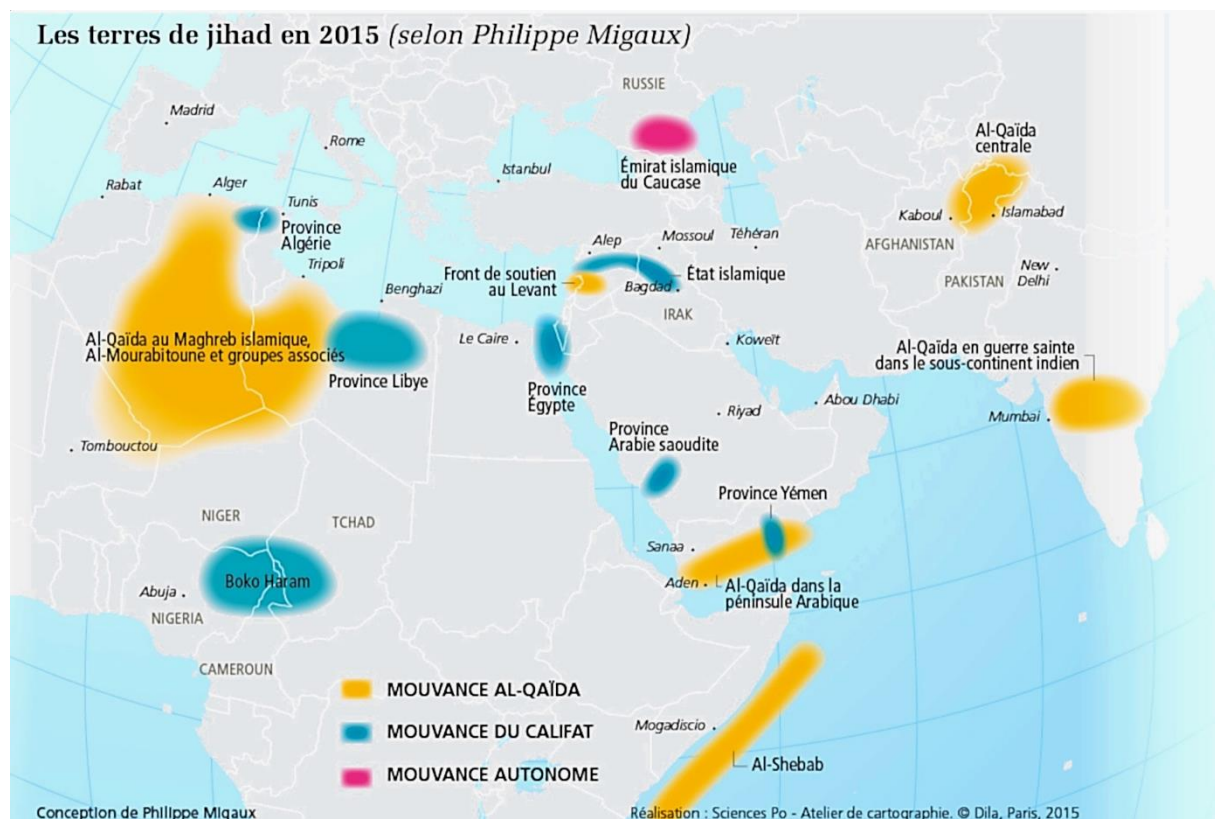 Les terres de jihad en 2015 (selon Philippe Migaux)
RUSSIE
Madrid
Rome
Istanbul
Émirat islamique
du Caucase
Al-Qaïda
centrale
Rabat
Alger
Tunis
Province
Algérie
Tripoli
Kaboul
Islamabad
AFGHANISTAN
Alep
Mossoul
Téhéran
Front de soutien
au Levant
État islamique
Bagdad
PAKISTAN
New
Delhi
Benghazi
IRAK
Al-Qaïda au Maghreb islamique,
Al-Mourabitoune et groupes associés
Le Caire
Koweït
Al-Qaïda en guerre sainte
dans le sous-continent indien
Province Libye
Province
Égypte
Riyad
Abou Dhabi
Mumbai
Tombouctou
Province
Arabie saoudite
Province Yémen
NIGER
TCHAD
Sanaa
Boko Haram
Abuja
Aden
Al-Qaïda dans la
péninsule Arabique
NIGERIA
CAMEROUN
MOUVANCE AL-QAÏDA
MOUVANCE DU CALIFAT
MOUVANCE AUTONOME
Mogadiscio
Al-Shebab
Conception de Philippe Migaux
Réalisation : Sciences Po - Atelier de cartographie. © Dila, Paris, 2015